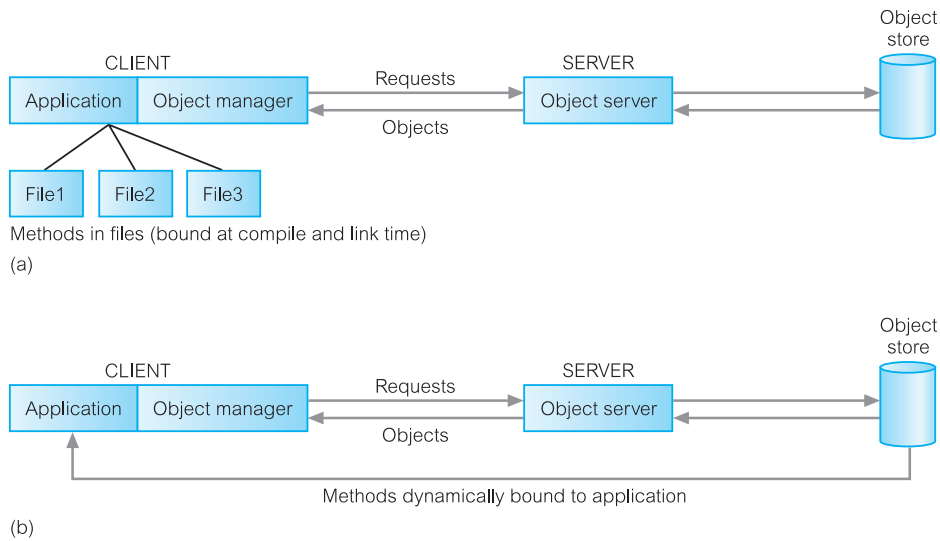 Object
store
CLIENT
Requests
SERVER
Application
Object manager
Object server
Objects
File1
File2
File3
Methods in files (bound at compile and link time)
(a)
Object
store
CLIENT
Requests
SERVER
Application
Object manager
Object server
Objects
Methods dynamically bound to application
(b)